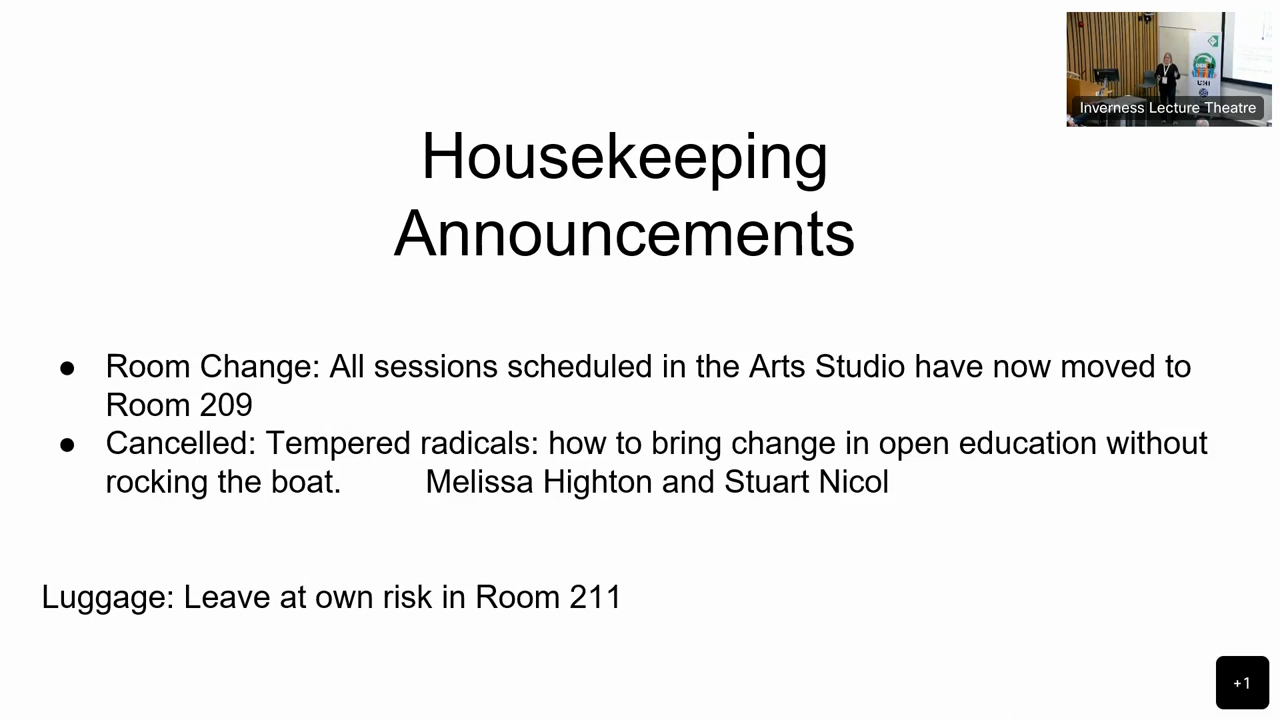 Inverness Lecture Theatre
Housekeeping
Announcements
● Room Change: All sessions scheduled in the Arts Studio have now moved to
Room 209
● Cancelled: Tempered radicals: how to bring change in open education without
rocking the boat. Melissa Highton and Stuart Nicol
Luggage: Leave at own risk in Room 211
+1